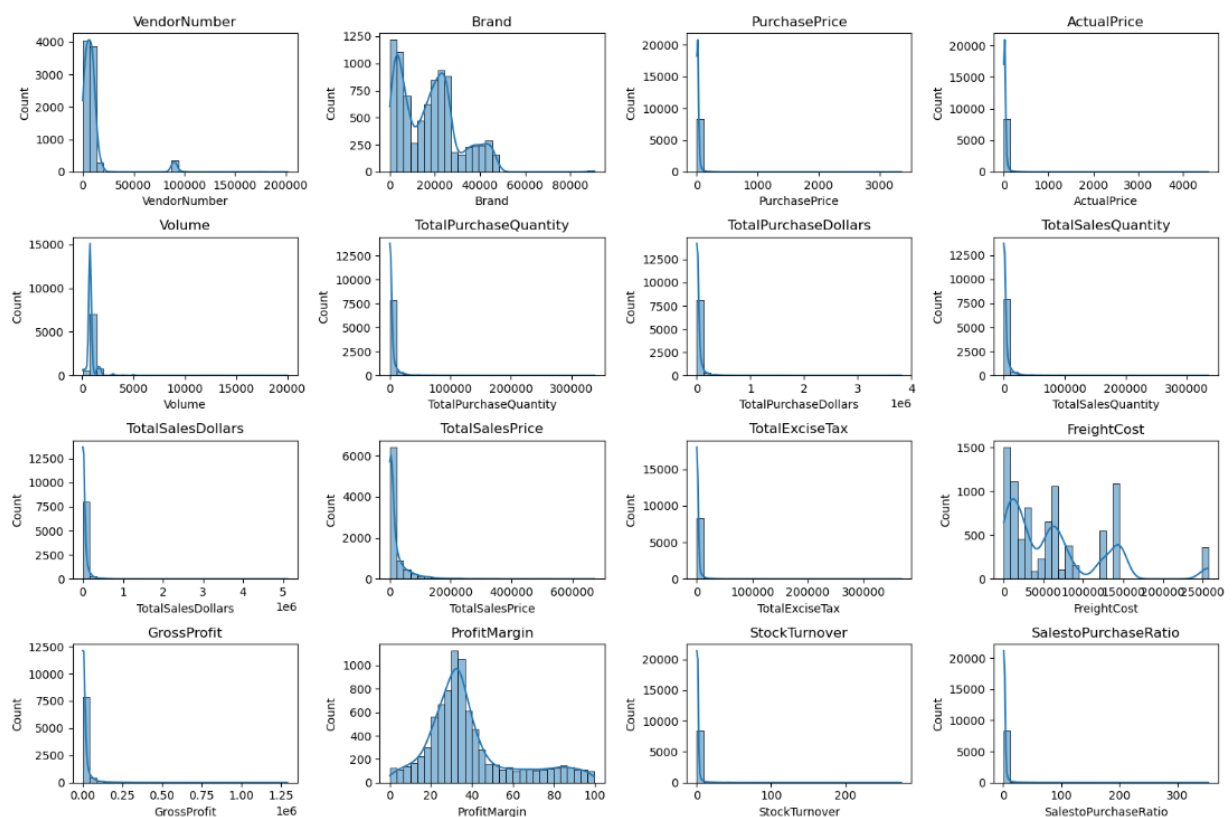 VendorNumber
4000
3000
2000
1000
0
Count
0 50000 100000 150000 200000
VendorNumber
Brand
1250
1000
750
500
250
0
Count
0 20000 40000 60000 80000
Brand
PurchasePrice
20000
15000
10000
5000
0
Count
0 1000 2000 3000
PurchasePrice
ActualPrice
20000
15000
10000
5000
0
Count
0 1000 2000 3000 4000
ActualPrice
Volume
15000
10000
5000
0
Count
0 5000 10000 15000 20000
Volume
TotalPurchaseQuantity
12500
10000
7500
5000
2500
0
Count
0 100000 200000 300000
TotalPurchaseQuantity
TotalPurchaseDollars
12500
10000
7500
5000
2500
0
Count
0 1 2 3 4
TotalPurchaseDollars 1e6
TotalSalesQuantity
12500
10000
7500
5000
2500
0
Count
0 100000 200000 300000
TotalSalesQuantity
TotalSalesDollars
12500
10000
7500
5000
2500
0
Count
0 1 2 3 4 5
TotalSalesDollars 1e6
TotalSalesPrice
6000
4000
2000
0
Count
0 200000 400000 600000
TotalSalesPrice
TotalExciseTax
15000
10000
5000
0
Count
0 100000 200000 300000
TotalExciseTax
FreightCost
1500
1000
500
0
Count
0 50000 100000 150000 200000 250000
FreightCost
GrossProfit
12500
10000
7500
5000
2500
0
Count
0.00 0.25 0.50 0.75 1.00 1.25
GrossProfit 1e6
ProfitMargin
1000
800
600
400
200
0
Count
0 20 40 60 80 100
ProfitMargin
StockTurnover
20000
15000
10000
5000
0
Count
0 100 200
StockTurnover
SalestoPurchaseRatio
20000
15000
10000
5000
0
Count
0 100 200 300
SalestoPurchaseRatio